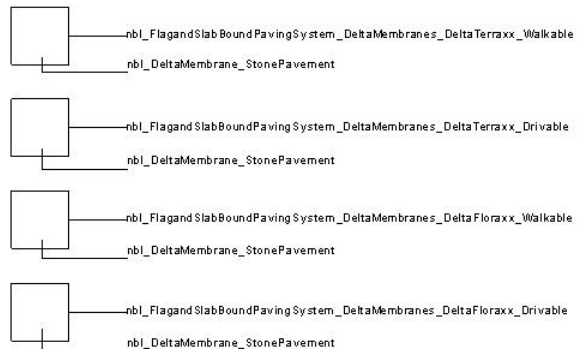 nbl_FlagandSlabBoundPavingSystem_DeltaMembranes_DeltaTerraxx_Walkable
nbl_DeltaMembrane_StonePavement
nbl_FlagandSlabBoundPavingSystem_DeltaMembranes_DeltaTerraxx_Drivable
nbl_DeltaMembrane_StonePavement
nbl_FlagandSlabBoundPavingSystem_DeltaMembranes_DeltaFloraxx_Walkable
nbl_DeltaMembrane_StonePavement
nbl_FlagandSlabBoundPavingSystem_DeltaMembranes_DeltaFloraxx_Drivable
nbl_DeltaMembrane_StonePavement